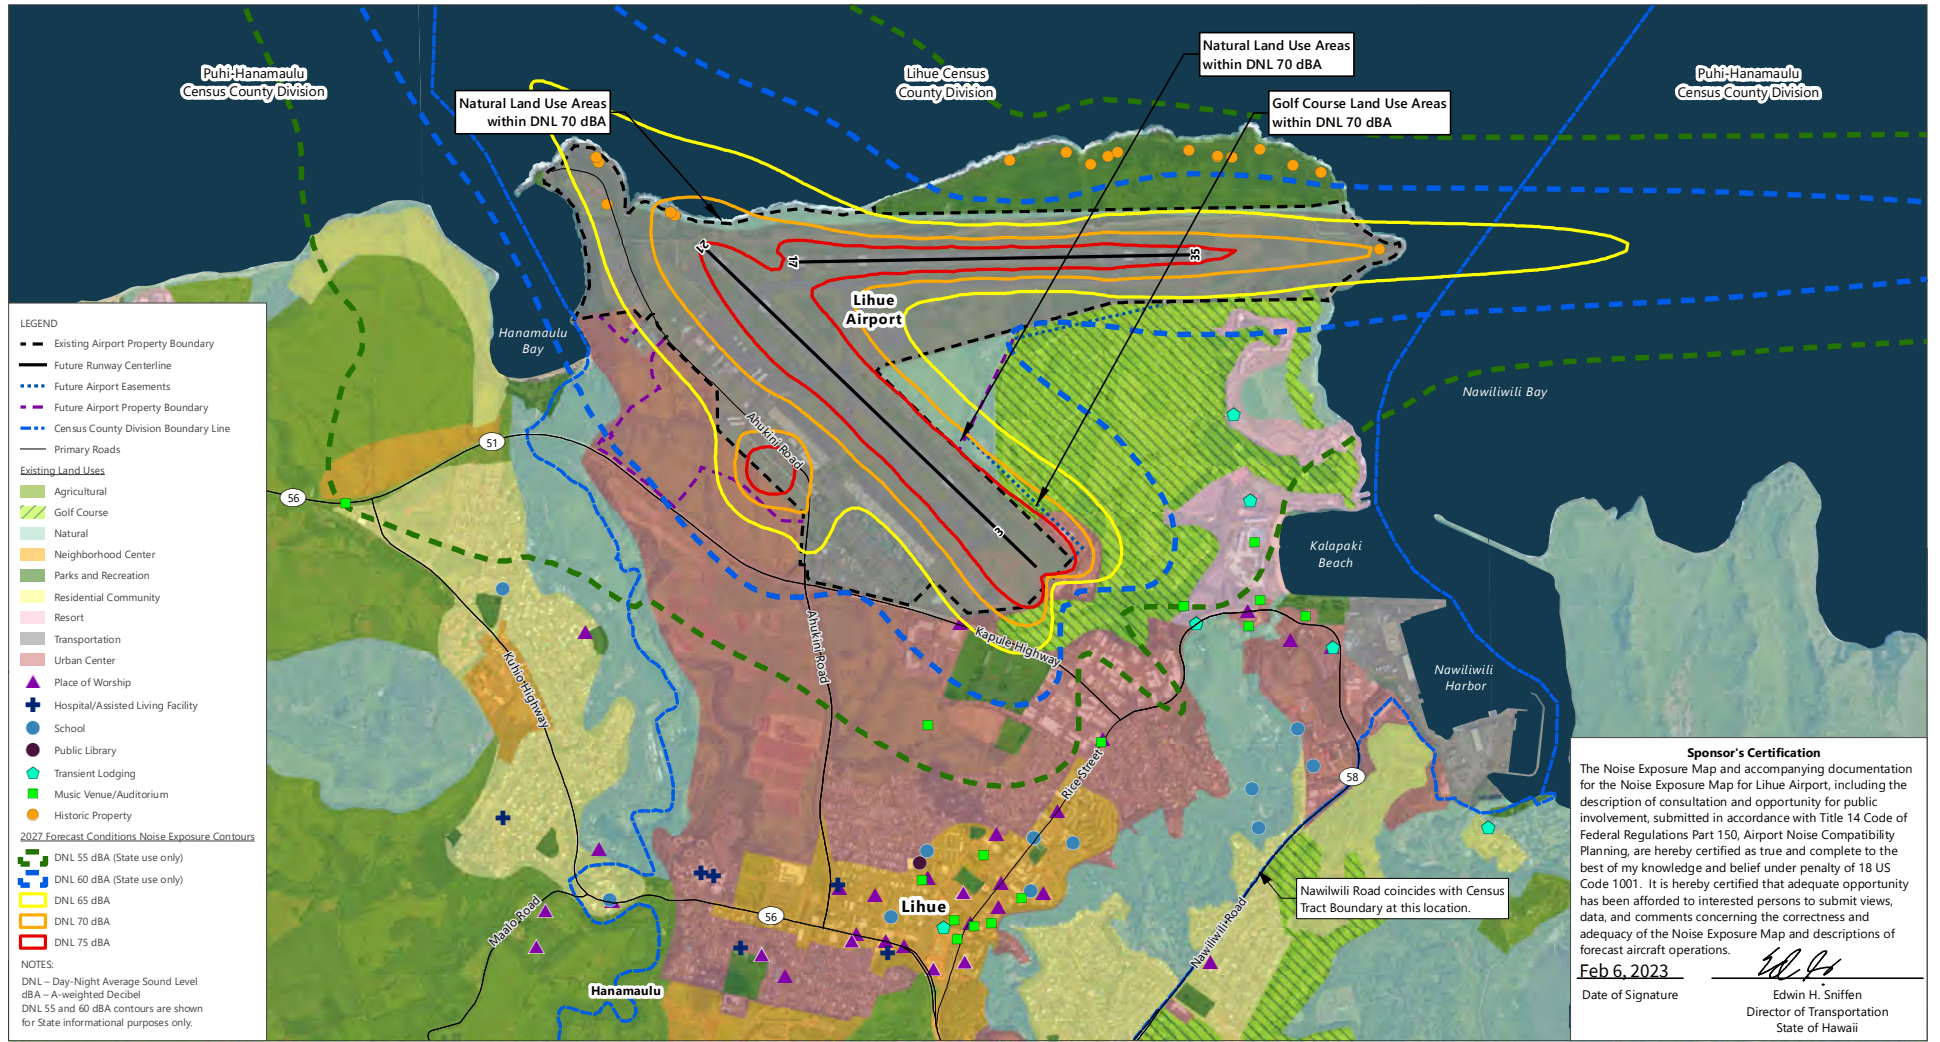 Puhi-Hanamaulu
Census County Division
Lihue Census
County Division
Puhi-Hanamaulu
Census County Division
Natural Land Use Areas
within DNL 70 dBA
Natural Land Use Areas
within DNL 70 dBA
Golf Course Land Use Areas
within DNL 70 dBA
21
17
35
3
Lihue
Airport
Hanamaulu
Bay
Nawiliwili Bay
Kalapaki
Beach
Nawiliwili
Harbor
Ahukini Road
Ahukini Road
Kapule Highway
Kuhio Highway
Rice Street
Maalo Road
Nawiliwili Road
51
56
56
58
Lihue
Hanamaulu
Nawilwili Road coincides with Census
Tract Boundary at this location.
LEGEND
Existing Airport Property Boundary
Future Runway Centerline
Future Airport Easements
Future Airport Property Boundary
Census County Division Boundary Line
Primary Roads
Existing Land Uses
Agricultural
Golf Course
Natural
Neighborhood Center
Parks and Recreation
Residential Community
Resort
Transportation
Urban Center
Place of Worship
Hospital/Assisted Living Facility
School
Public Library
Transient Lodging
Music Venue/Auditorium
Historic Property
2027 Forecast Conditions Noise Exposure Contours
DNL 55 dBA (State use only)
DNL 60 dBA (State use only)
DNL 65 dBA
DNL 70 dBA
DNL 75 dBA
NOTES:
DNL – Day-Night Average Sound Level
dBA – A-weighted Decibel
DNL 55 and 60 dBA contours are shown
for State informational purposes only.
Sponsor's Certification
The Noise Exposure Map and accompanying documentation
for the Noise Exposure Map for Lihue Airport, including the
description of consultation and opportunity for public
involvement, submitted in accordance with Title 14 Code of
Federal Regulations Part 150, Airport Noise Compatibility
Planning, are hereby certified as true and complete to the
best of my knowledge and belief under penalty of 18 US
Code 1001. It is hereby certified that adequate opportunity
has been afforded to interested persons to submit views,
data, and comments concerning the correctness and
adequacy of the Noise Exposure Map and descriptions of
forecast aircraft operations.
Feb 6, 2023
Date of Signature
Edwin H. Sniffen
Director of Transportation
State of Hawaii